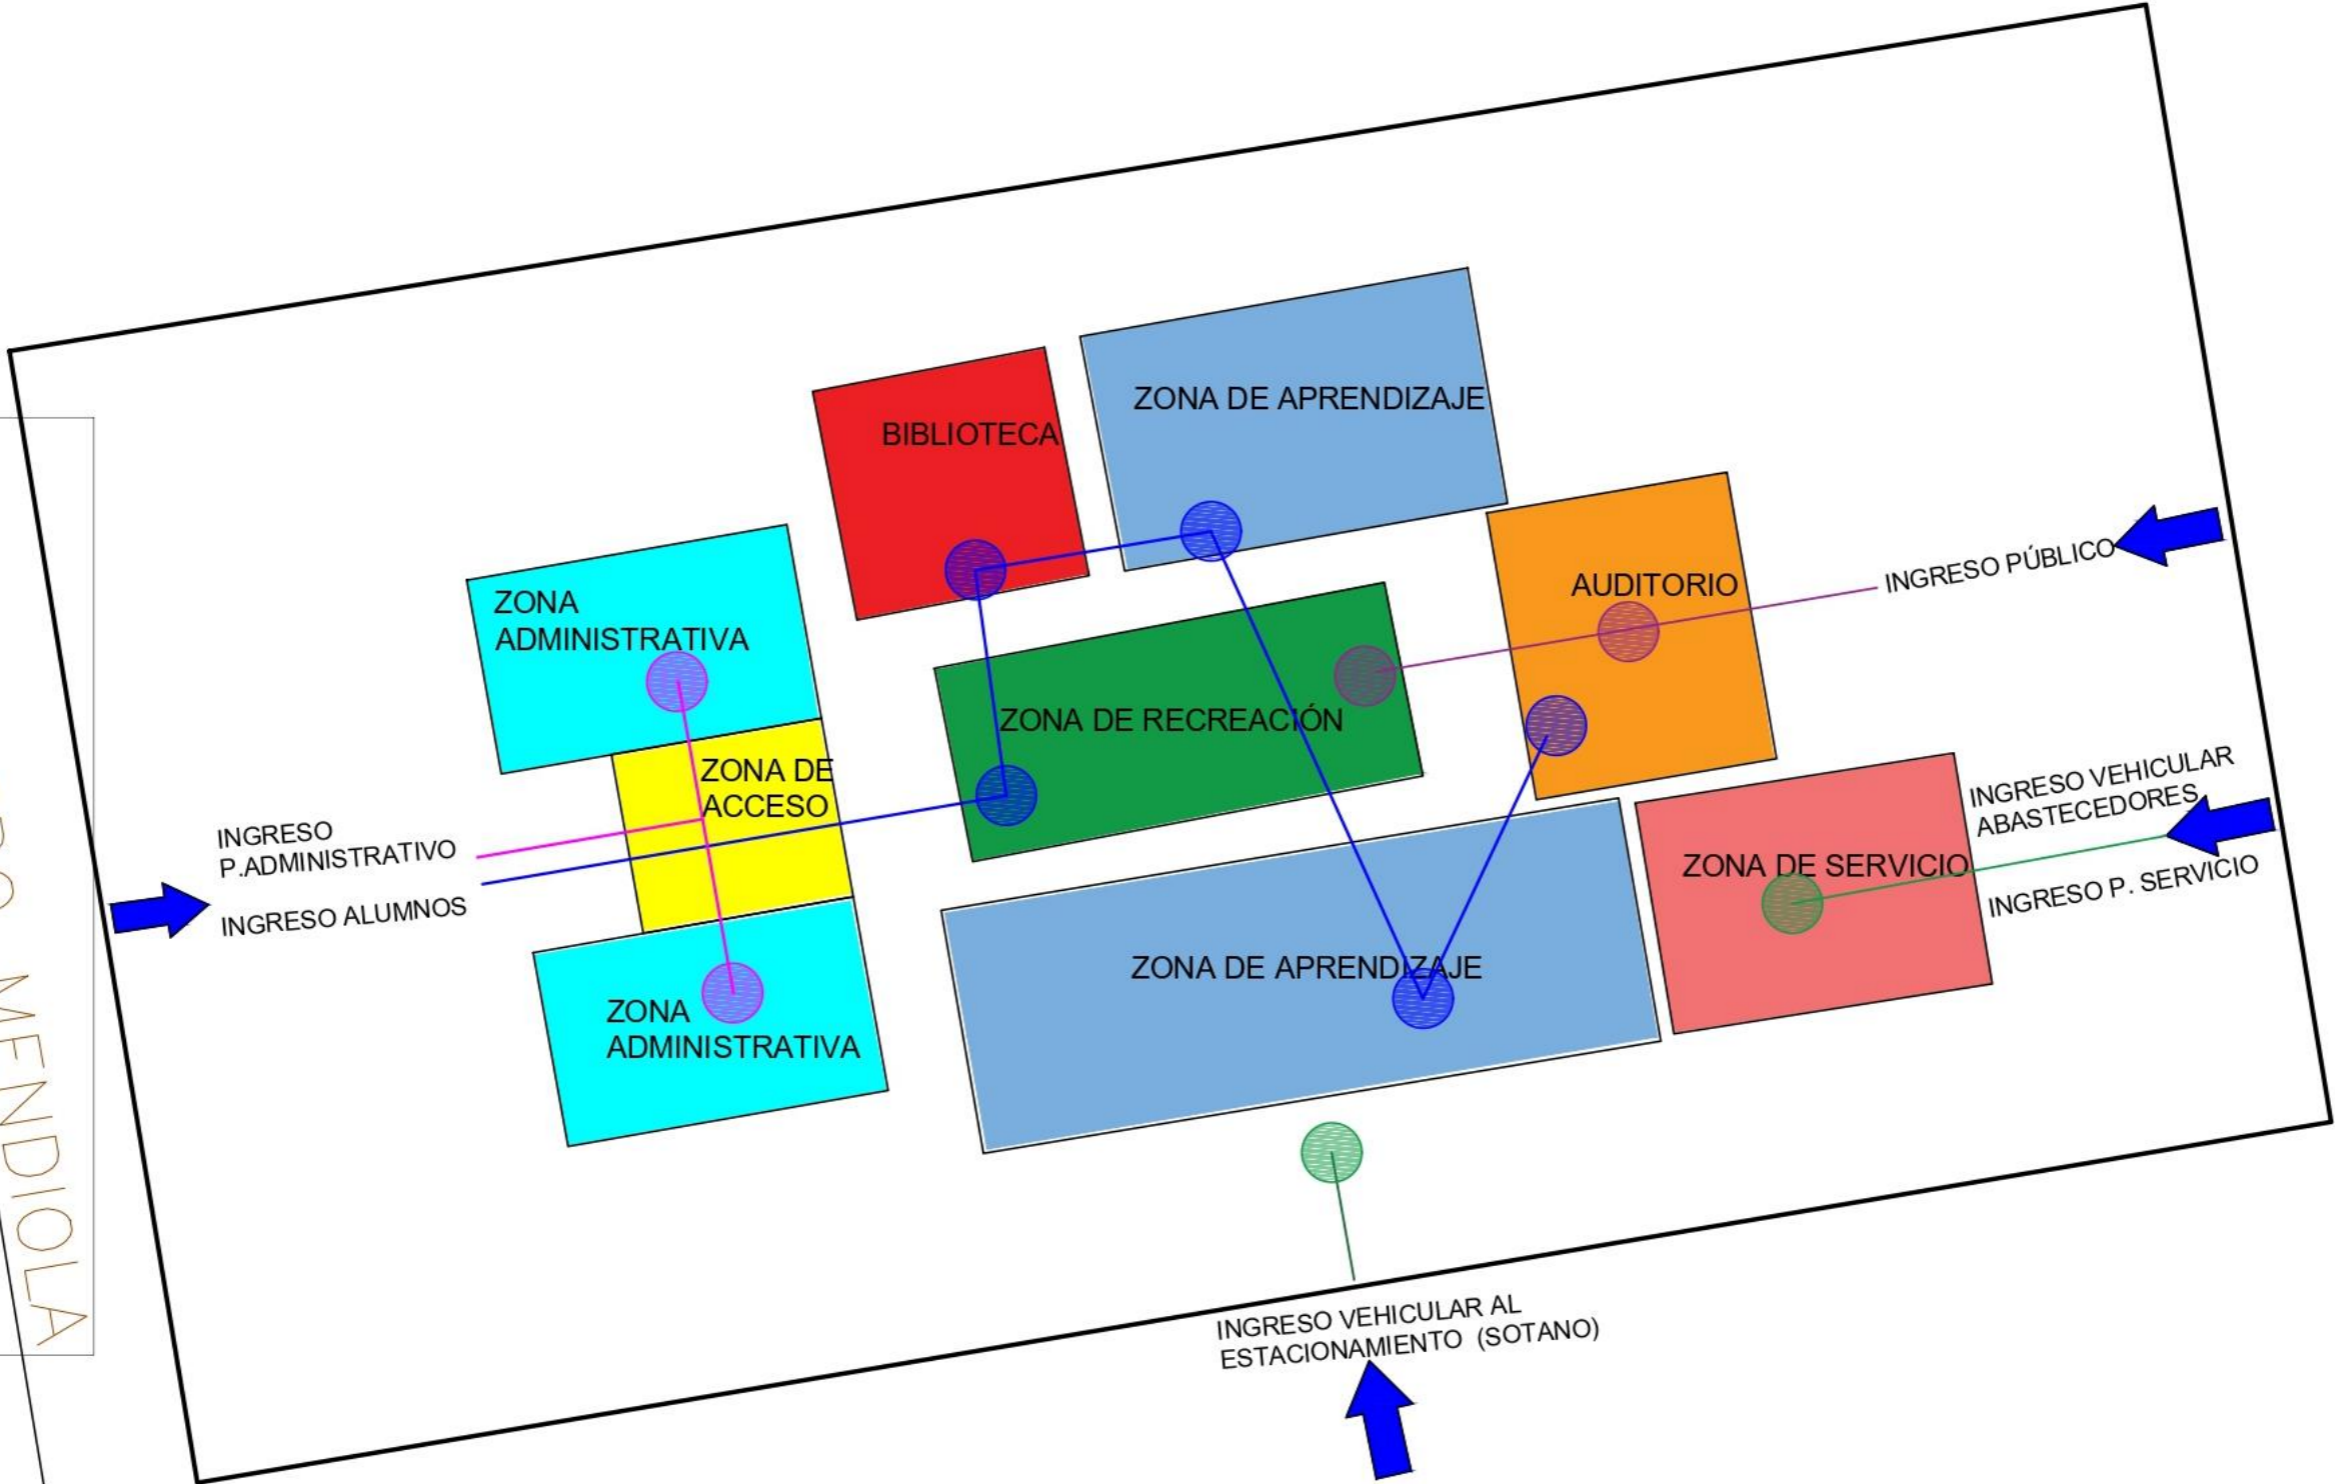 BIBLIOTECA
ZONA DE APRENDIZAJE
ZONA
ADMINISTRATIVA
AUDITORIO
INGRESO PÚBLICO
ZONA DE RECREACIÓN
ZONA DE
ACCESO
INGRESO
P.ADMINISTRATIVO
INGRESO ALUMNOS
INGRESO VEHICULAR
ABASTECEDORES
ZONA DE SERVICIO
INGRESO P. SERVICIO
ZONA DE APRENDIZAJE
ZONA
ADMINISTRATIVA
MENDIOLA
INGRESO VEHICULAR AL
ESTACIONAMIENTO (SOTANO)